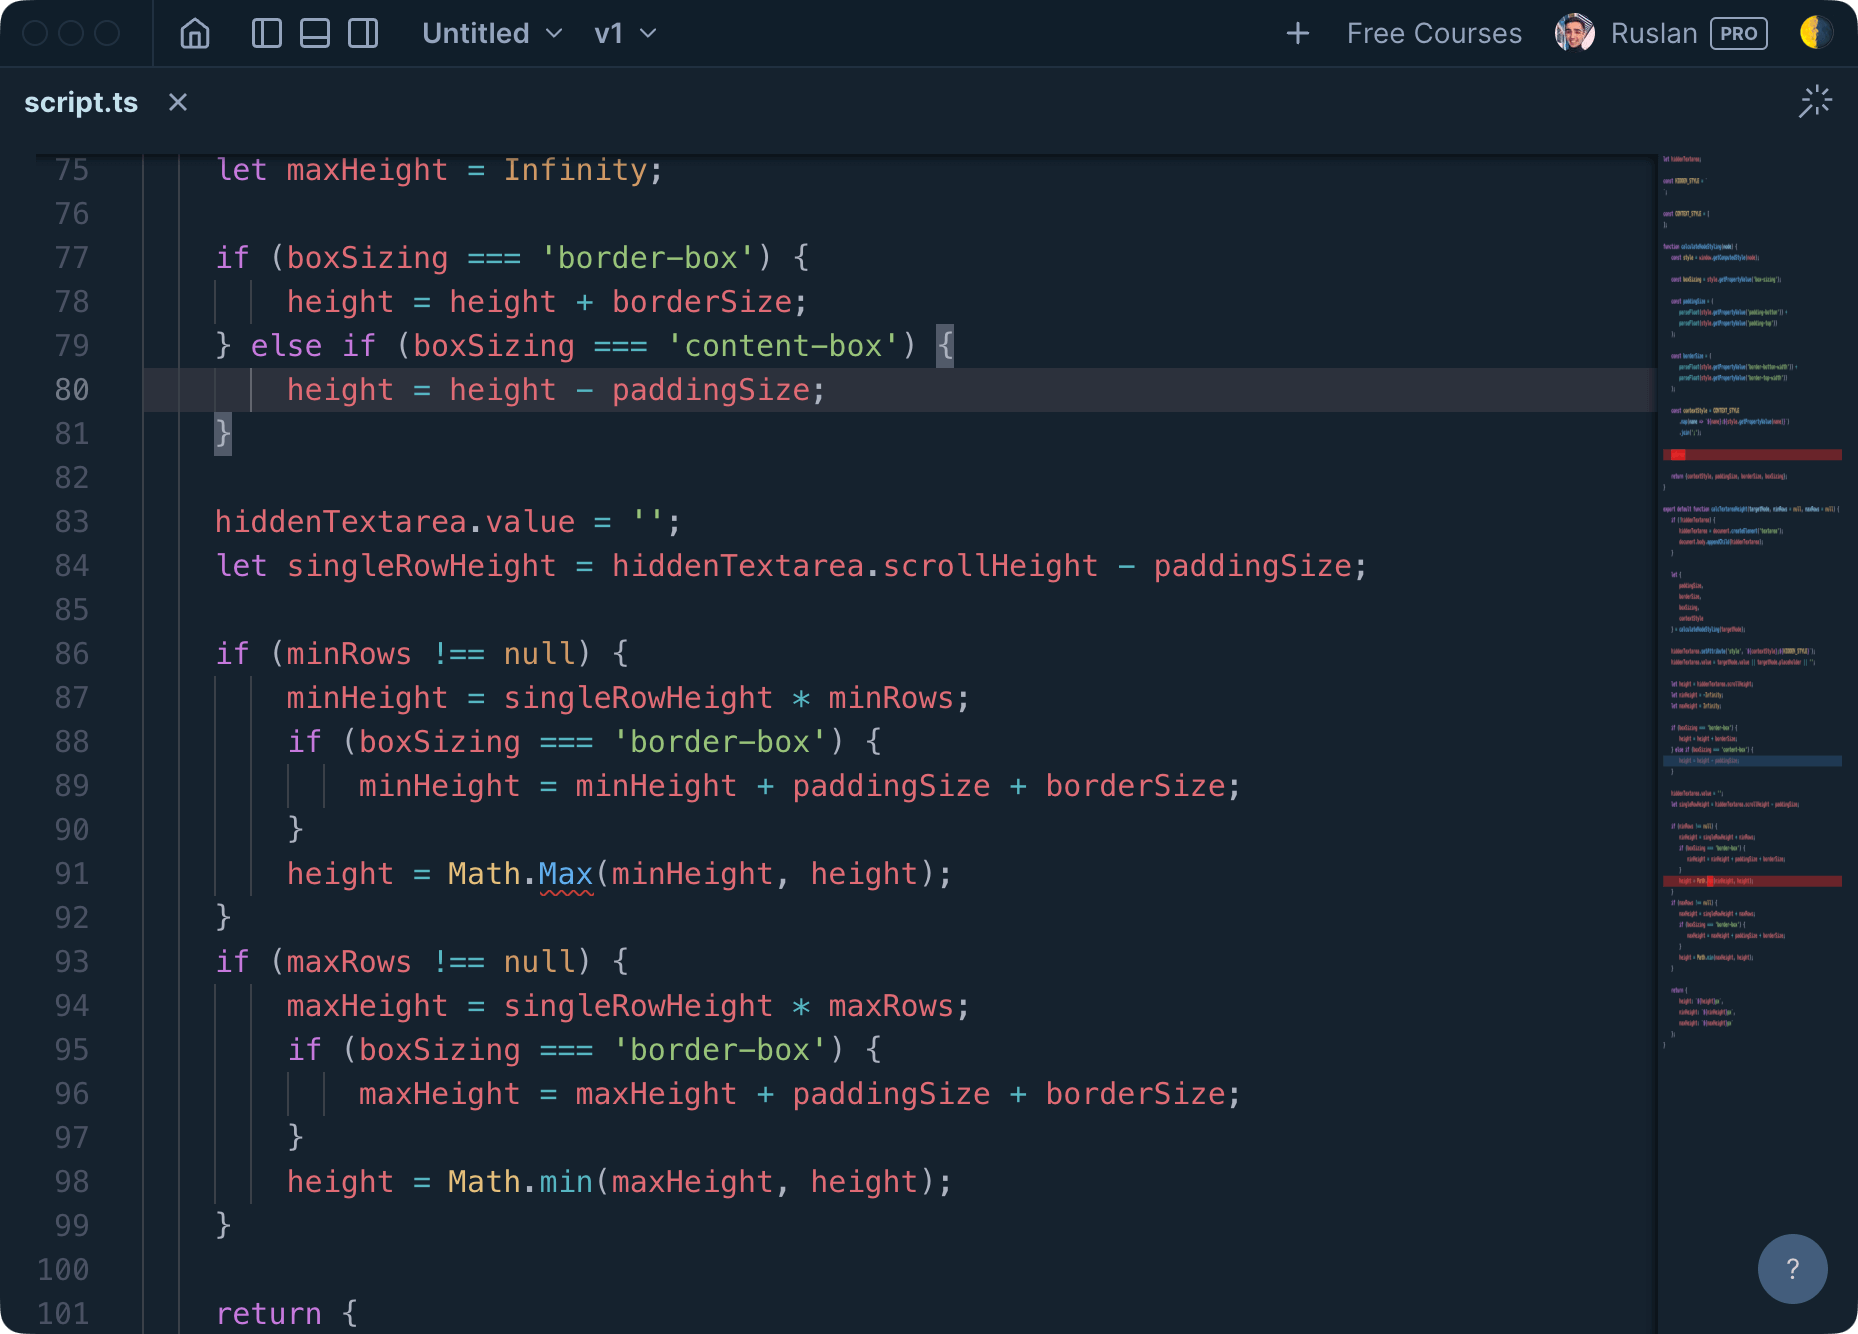 Untitled v1 + Free Courses Ruslan PRO
script.ts ×
75 let maxHeight = Infinity;
76
77 if (boxSizing === 'border-box') {
78 height = height + borderSize;
79 } else if (boxSizing === 'content-box') {
80 height = height - paddingSize;
81 }
82
83 hiddenTextarea.value = '';
84 let singleRowHeight = hiddenTextarea.scrollHeight - paddingSize;
85
86 if (minRows !== null) {
87 minHeight = singleRowHeight * minRows;
88 if (boxSizing === 'border-box') {
89 minHeight = minHeight + paddingSize + borderSize;
90 }
91 height = Math.Max(minHeight, height);
92 }
93 if (maxRows !== null) {
94 maxHeight = singleRowHeight * maxRows;
95 if (boxSizing === 'border-box') {
96 maxHeight = maxHeight + paddingSize + borderSize;
97 }
98 height = Math.min(maxHeight, height);
99 }
100
101 return {
?